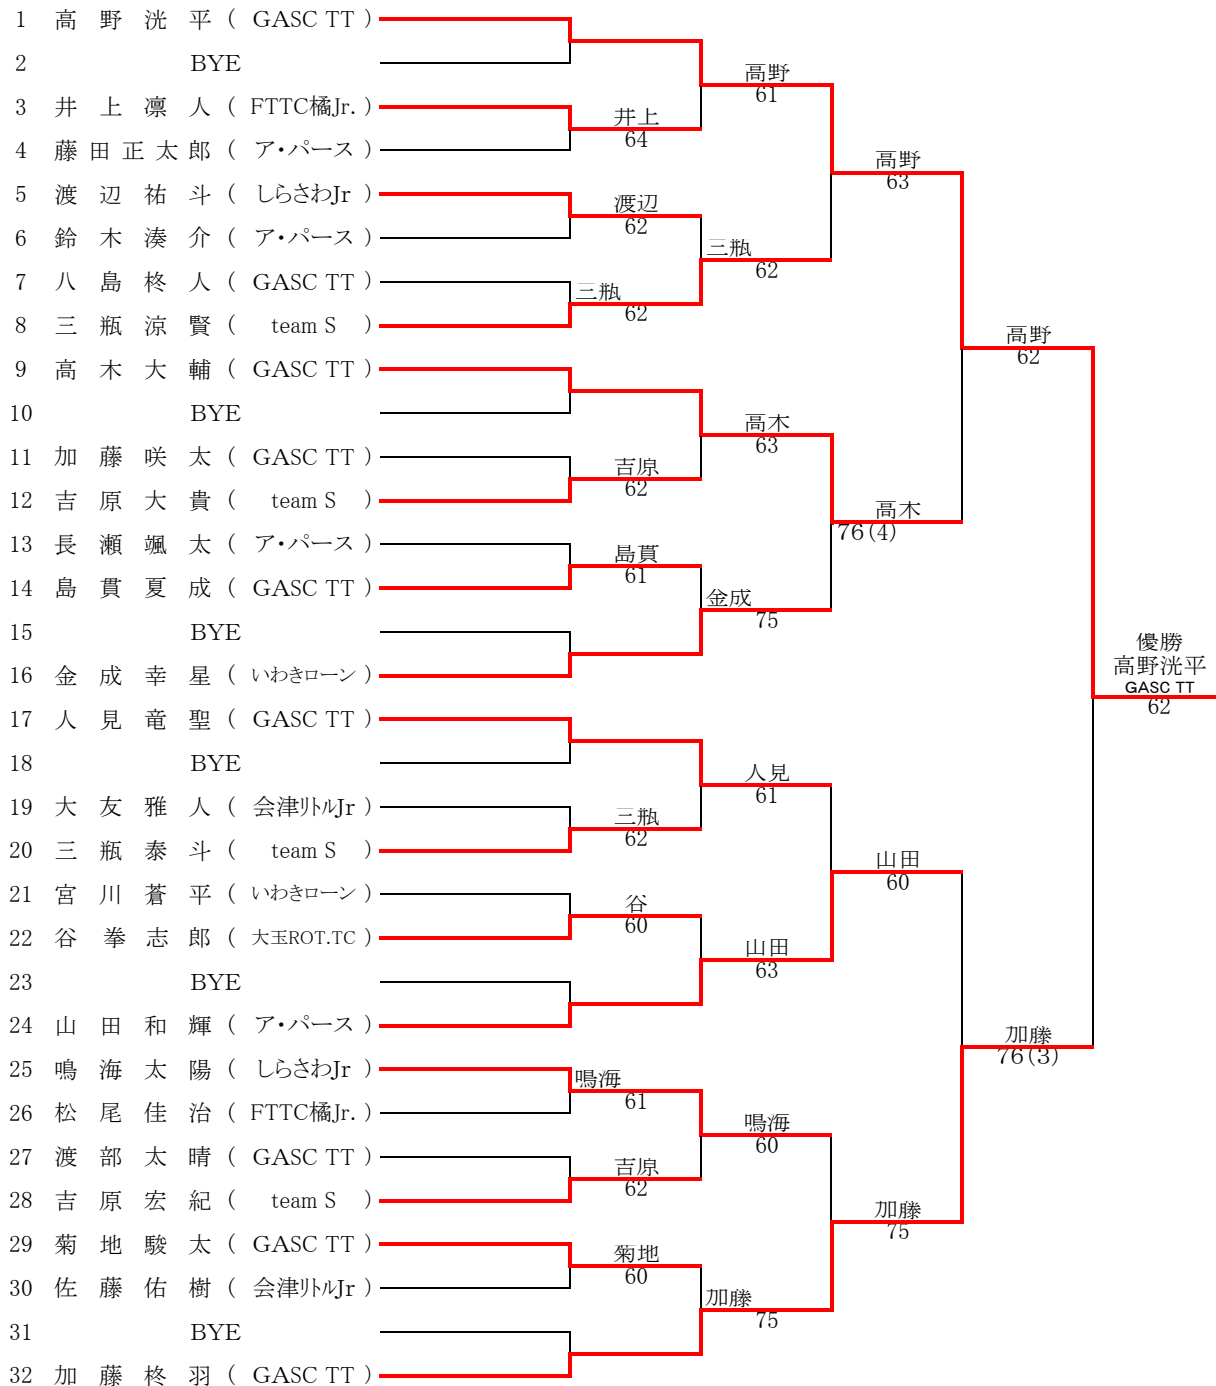 1 高野洸平 ( GASC TT )
2 BYE
3 井上凛人 ( FTTC橘Jr. )
4 藤田正太郎 ( ア・パース )
5 渡辺祐斗 ( しらさわJr )
6 鈴木湊介 ( ア・パース )
7 八島柊人 ( GASC TT )
8 三瓶涼賢 ( team S )
9 高木大輔 ( GASC TT )
10 BYE
11 加藤咲太 ( GASC TT )
12 吉原大貴 ( team S )
13 長瀬颯太 ( ア・パース )
14 島貫夏成 ( GASC TT )
15 BYE
16 金成幸星 ( いわきローン )
17 人見竜聖 ( GASC TT )
18 BYE
19 大友雅人 ( 会津リトルJr )
20 三瓶泰斗 ( team S )
21 宮川蒼平 ( いわきローン )
22 谷拳志郎 ( 大玉ROT.TC )
23 BYE
24 山田和輝 ( ア・パース )
25 鳴海太陽 ( しらさわJr )
26 松尾佳治 ( FTTC橘Jr. )
27 渡部太晴 ( GASC TT )
28 吉原宏紀 ( team S )
29 菊地駿太 ( GASC TT )
30 佐藤佑樹 ( 会津リトルJr )
31 BYE
32 加藤柊羽 ( GASC TT )
井上
64
渡辺
62
三瓶
62
吉原
62
島貫
61
三瓶
62
谷
60
鳴海
61
吉原
62
菊地
60
高野
61
三瓶
62
高木
63
金成
75
人見
61
山田
63
鳴海
60
加藤
75
高野
63
高木
76(4)
山田
60
加藤
75
高野
62
加藤
76(3)
優勝
高野洸平
GASC TT
62